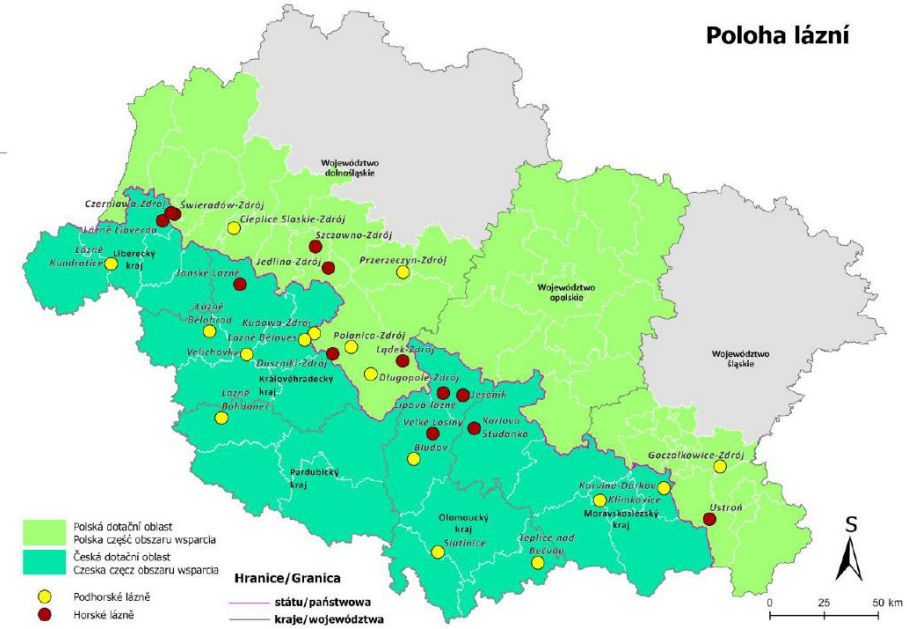 Poloha lázní
Województwo
dolnośląskie
Czerniawa-Zdroj
Świeradów-Zdrój
Lázně Libverda
Cieplice Slaskie-Zdrój
Szczawno-Zdrój
Jedlina-Zdrój
Przerzeczyn-Zdrój
Lázně
Kundratice
Liberecký
kraj
Janské Lázně
Województwo
opolskie
Lázně
Bělohrad
Kudowa-Zdroj
Lázně Běloves
Polanica-Zdrój
Velichovky
Duszniki-Zdrój
Lądek-Zdrój
Województwo
śląskie
Długopole-Zdrój
Královéhradecký
kraj
Lázně
Bohdaneč
Lipová-lázně
Jeseník
Velké Losiny
Karlova
Studánka
Bludov
Goczałkowice-Zdrój
Pardubický
kraj
Karviná-Darkov
Klimkovice
Moravskoslezský
kraj
Ustroń
Olomoucký
kraj
Slatinice
Teplice nad
Bečvou
Polská dotační oblast
Polska część obszaru wsparcia
Česká dotační oblast
Czeska częcz obszaru wsparcia
Podhorské lázně
Horské lázně
Hranice/Granica
státu/państwowa
kraje/województwa
S
0 25 50 km